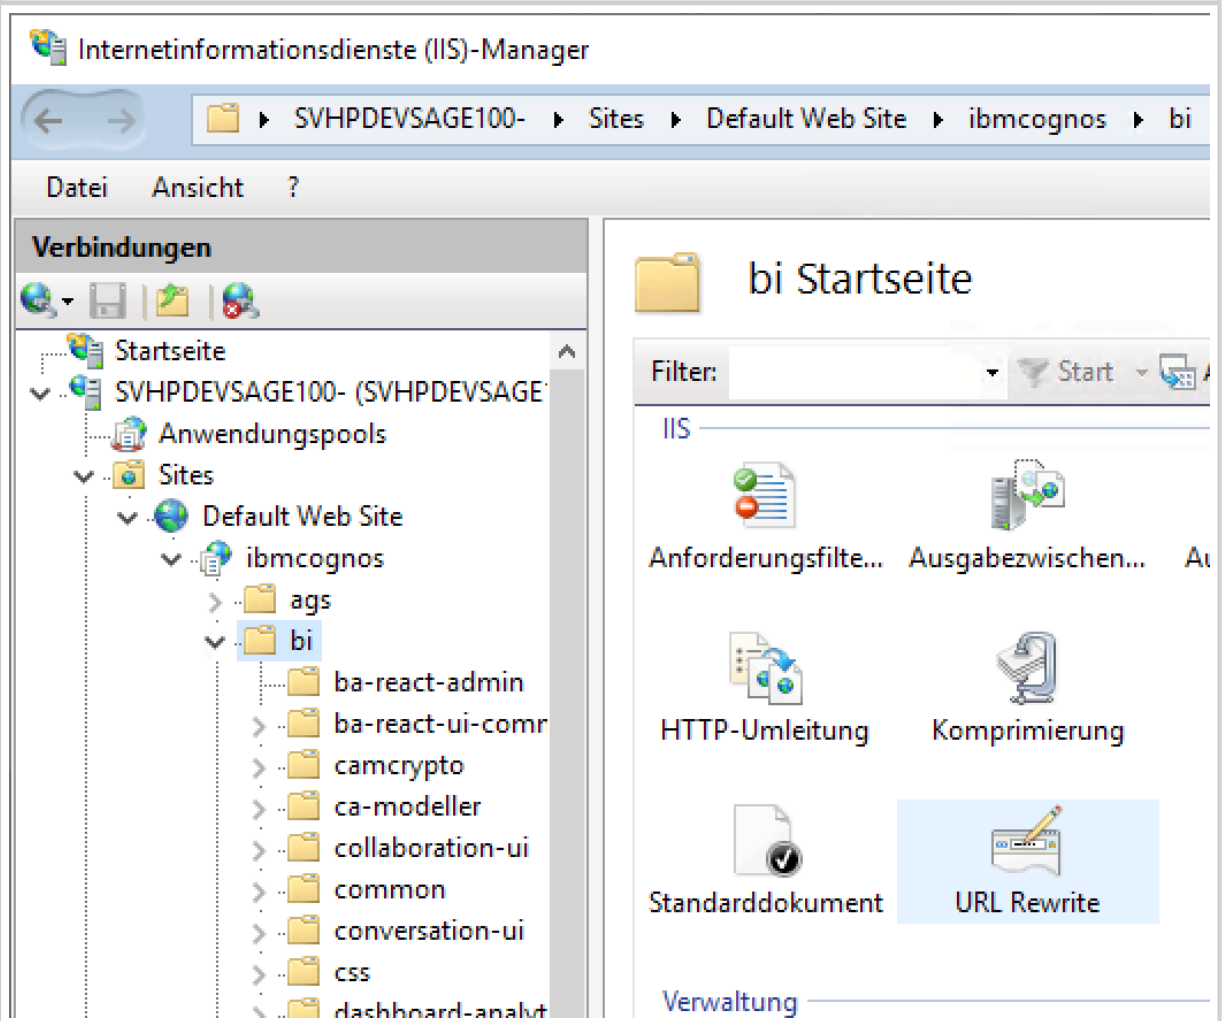 Internetinformationsdienste (IIS)-Manager
SVHPDEVSAGE100- Sites Default Web Site ibmcognos bi
Datei Ansicht ?
Verbindungen
Startseite
SVHPDEVSAGE100- (SVHPDEVSAGE
Anwendungspools
Sites
Default Web Site
ibmcognos
ags
bi
ba-react-admin
ba-react-ui-comm
camcrypto
ca-modeller
collaboration-ui
common
conversation-ui
css
dashboard-analyt
bi Startseite
Filter: Start
IIS
Anforderungsfilte... Ausgabezwischen...
HTTP-Umleitung Komprimierung
Standarddokument URL Rewrite
Verwaltung